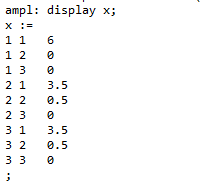 ampl: display x;
x :=
1 1   6
1 2   0
1 3   0
2 1   3.5
2 2   0.5
2 3   0
3 1   3.5
3 2   0.5
3 3   0
;